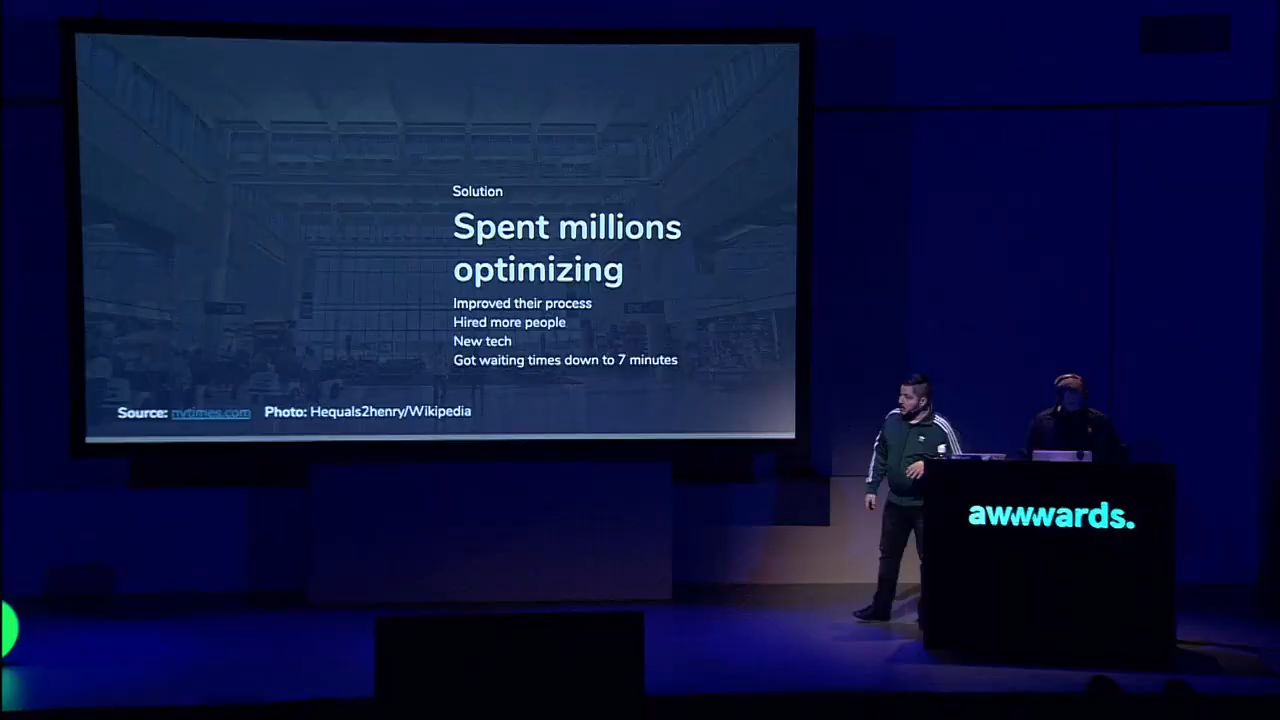 Solution
Spent millions
optimizing
Improved their process
Hired more people
New tech
Got waiting times down to 7 minutes
Source: nytimes.com Photo: Hequals2henry/Wikipedia
awwwards.